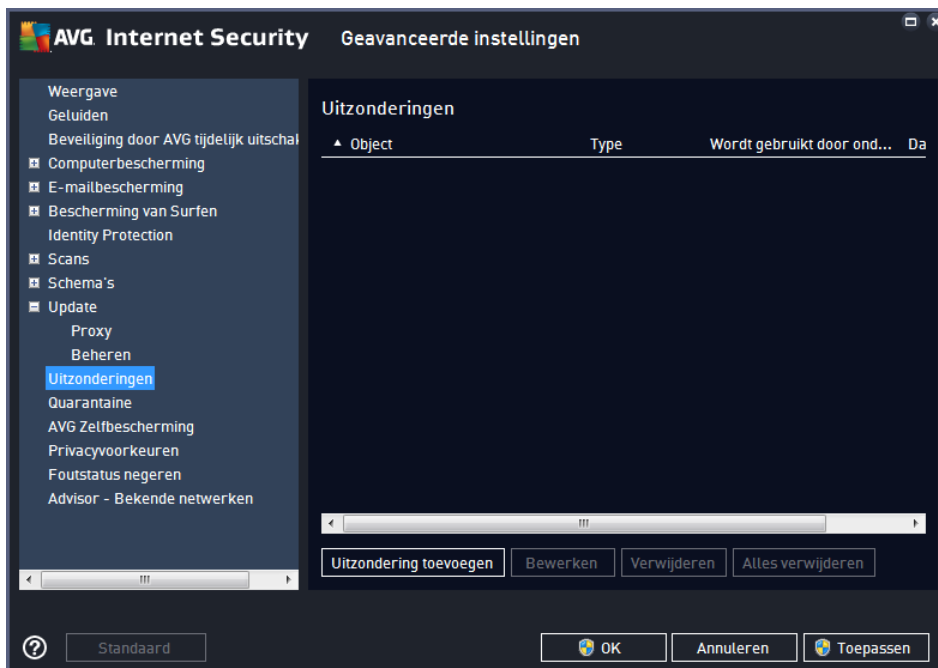 AVG Internet Security Geavanceerde instellingen
Weergave
Geluiden
Beveiliging door AVG tijdelijk uitschak
Computerbescherming
E-mailbescherming
Bescherming van Surfen
Identity Protection
Scans
Schema's
Update
Proxy
Beheren
Uitzonderingen
Quarantaine
AVG Zelfbescherming
Privacyvoorkeuren
Foutstatus negeren
Advisor - Bekende netwerken
Uitzonderingen
Object Type Wordt gebruikt door ond... Da
Uitzondering toevoegen Bewerken Verwijderen Alles verwijderen
Standaard OK Annuleren Toepassen